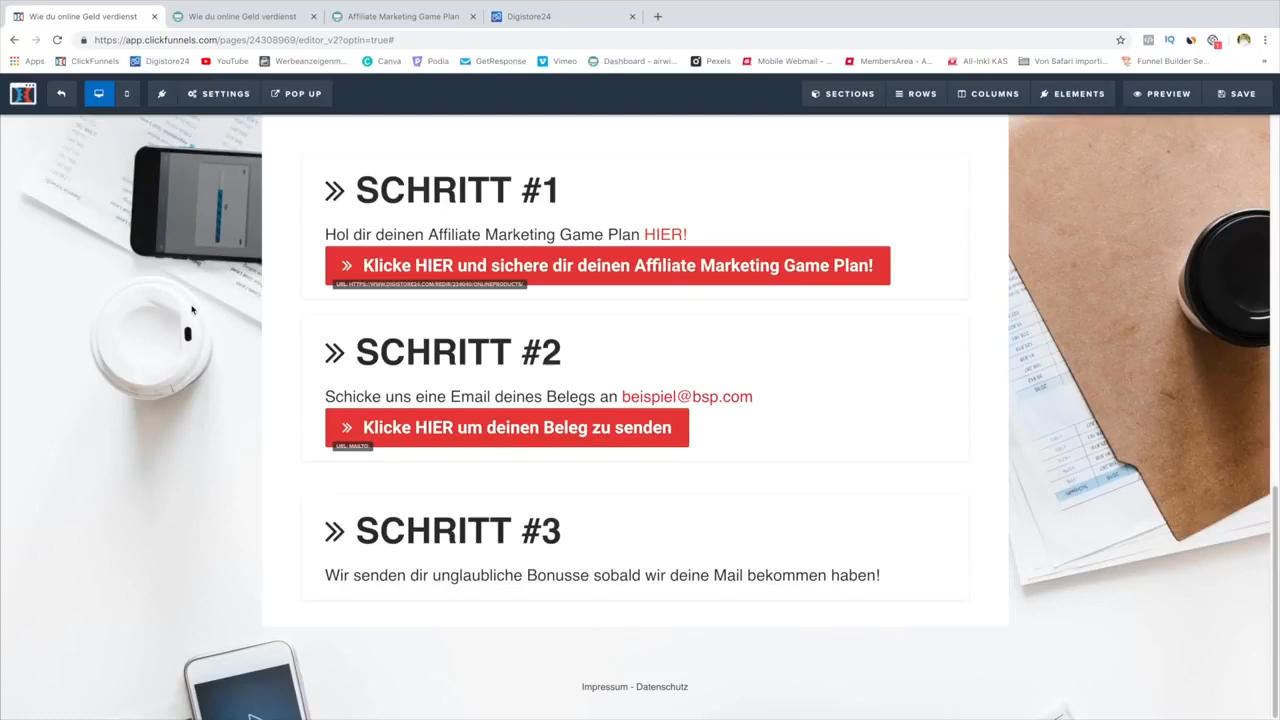 Wie du online Geld verdienst
Wie du online Geld verdienst
Affiliate Marketing Game Plan
Digistore24
https://app.clickfunnels.com/pages/24308969/editor_v2?optin=true#
Apps
ClickFunnels
Digistore24
YouTube
Werbeanzeigenm...
Canva
Podia
GetResponse
Vimeo
Dashboard - airwi...
Pexels
Mobile Webmail - ...
MembersArea - A...
All-Inkl KAS
Von Safari importi...
Funnel Builder Se...
SETTINGS
POP UP
SECTIONS
ROWS
COLUMNS
ELEMENTS
PREVIEW
SAVE
SCHRITT #1
Hol dir deinen Affiliate Marketing Game Plan HIER!
Klicke HIER und sichere dir deinen Affiliate Marketing Game Plan!
SCHRITT #2
Schicke uns eine Email deines Belegs an beispiel@bsp.com
Klicke HIER um deinen Beleg zu senden
URL: MAILTO:
SCHRITT #3
Wir senden dir unglaubliche Bonusse sobald wir deine Mail bekommen haben!
Impressum - Datenschutz